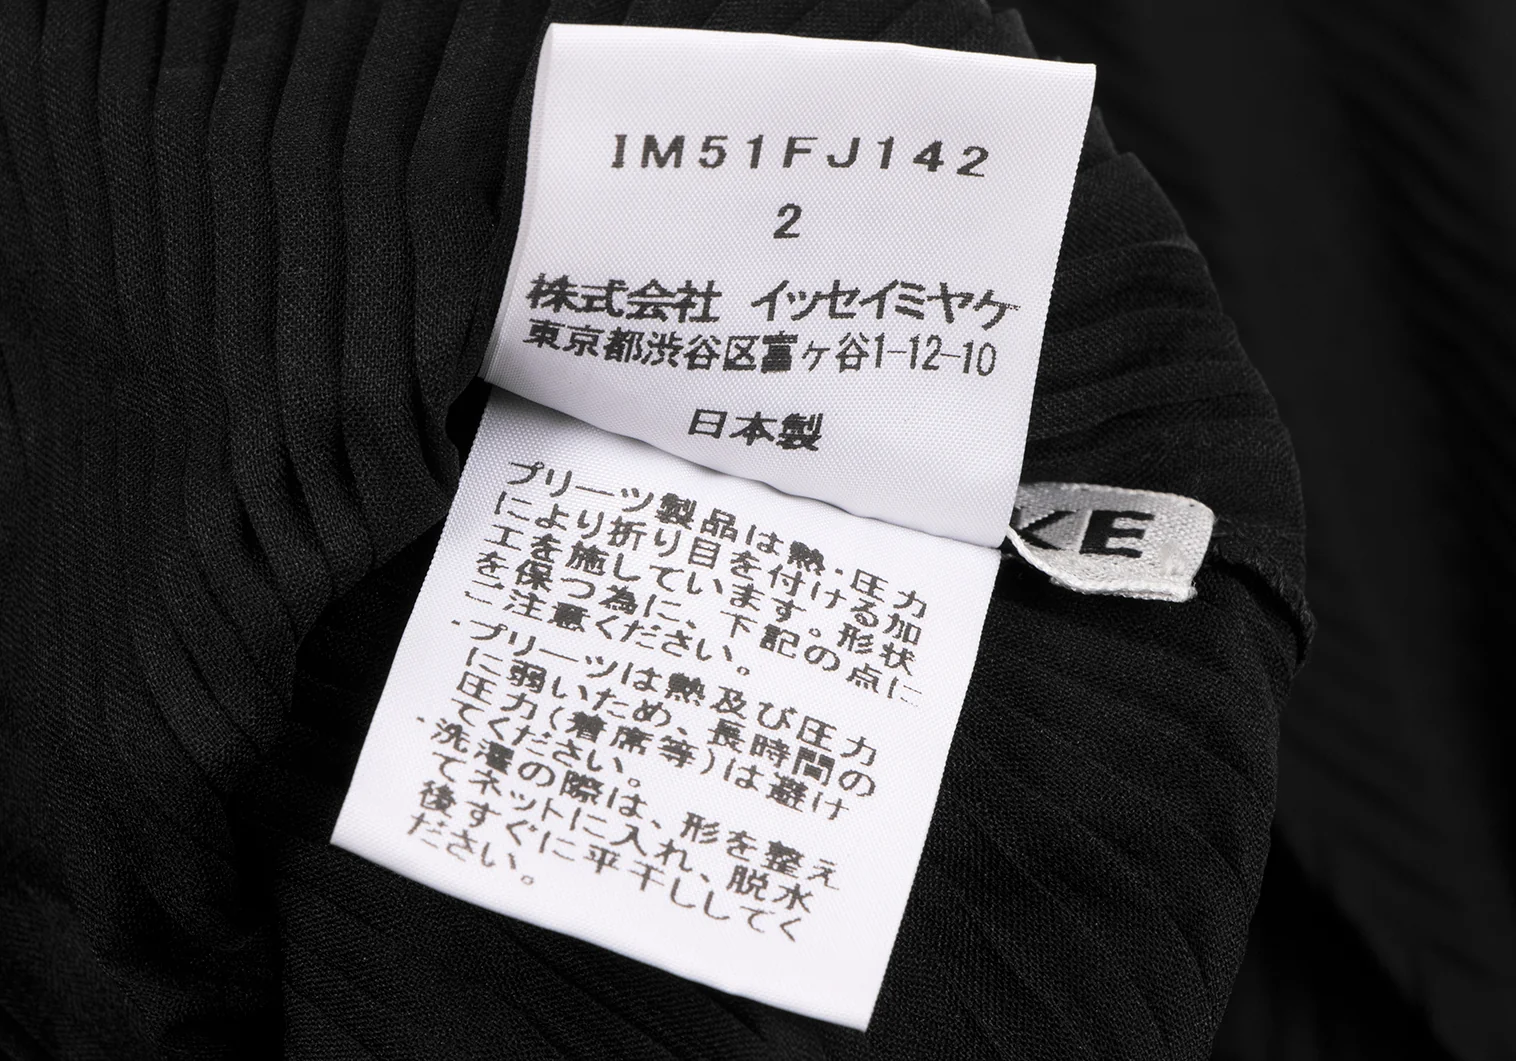 IM51FJ142
2
株式会社 イッセイミヤケ
東京都渋谷区富ヶ谷1-12-10
日本製
KE
プリーツ製品は熱・圧力
により折り目を付ける加
工を施しています。形状
を保つ為に、下記の点に
ご注意ください。
・プリーツは熱及び圧力
に弱いため、長時間の
圧力(着席等)は避け
てください。
・洗濯の際は、形を整え
てネットに入れ、脱水
後すぐに平干ししてく
ださい。